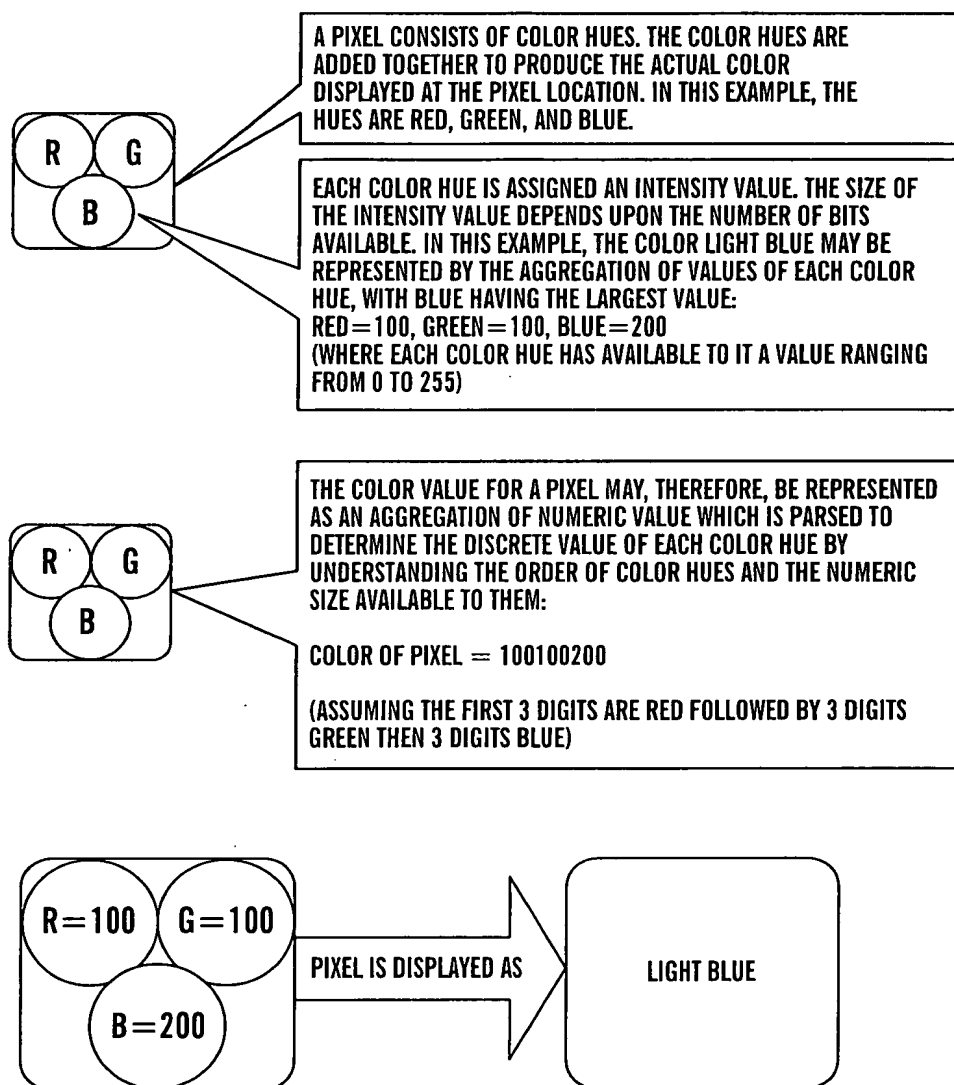 A PIXEL CONSISTS OF COLOR HUES. THE COLOR HUES ARE
ADDED TOGETHER TO PRODUCE THE ACTUAL COLOR
DISPLAYED AT THE PIXEL LOCATION. IN THIS EXAMPLE, THE
HUES ARE RED, GREEN, AND BLUE.
R G
B
EACH COLOR HUE IS ASSIGNED AN INTENSITY VALUE. THE SIZE OF
THE INTENSITY VALUE DEPENDS UPON THE NUMBER OF BITS
AVAILABLE. IN THIS EXAMPLE, THE COLOR LIGHT BLUE MAY BE
REPRESENTED BY THE AGGREGATION OF VALUES OF EACH COLOR
HUE, WITH BLUE HAVING THE LARGEST VALUE:
RED=100, GREEN=100, BLUE=200
(WHERE EACH COLOR HUE HAS AVAILABLE TO IT A VALUE RANGING
FROM 0 TO 255)
THE COLOR VALUE FOR A PIXEL MAY, THEREFORE, BE REPRESENTED
AS AN AGGREGATION OF NUMERIC VALUE WHICH IS PARSED TO
DETERMINE THE DISCRETE VALUE OF EACH COLOR HUE BY
UNDERSTANDING THE ORDER OF COLOR HUES AND THE NUMERIC
SIZE AVAILABLE TO THEM:
R G
B
COLOR OF PIXEL = 100100200
(ASSUMING THE FIRST 3 DIGITS ARE RED FOLLOWED BY 3 DIGITS
GREEN THEN 3 DIGITS BLUE)
R=100 G=100
B=200
PIXEL IS DISPLAYED AS
LIGHT BLUE